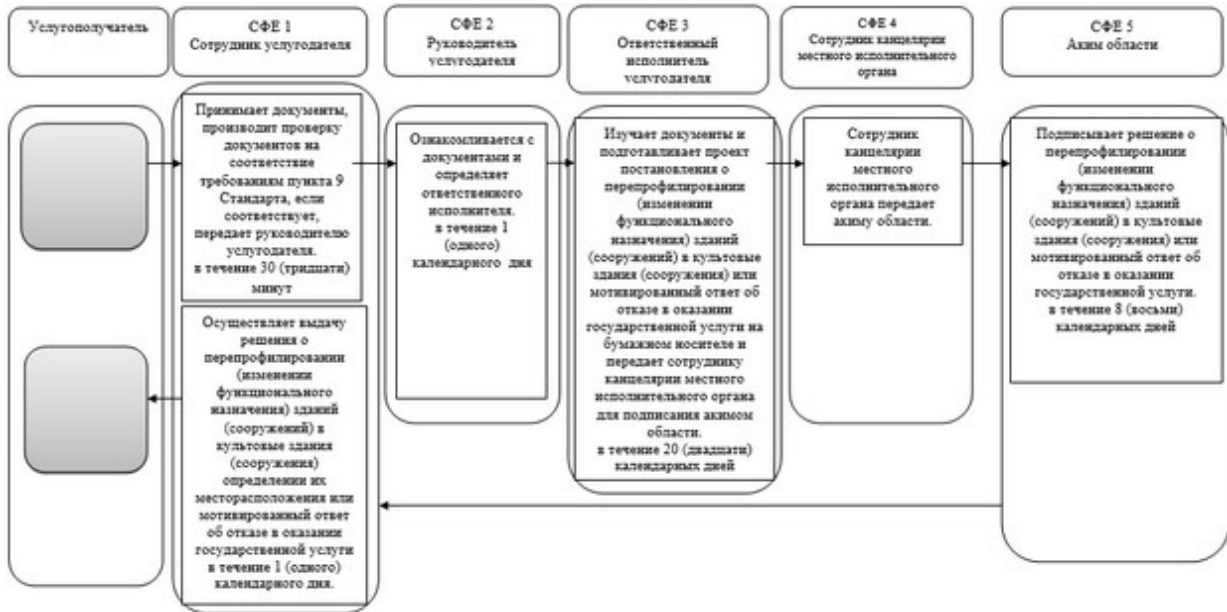 Услугополучатель
СФЕ 1
Сотрудник услугодателя
СФЕ 2
Руководитель
услугодателя
СФЕ 3
Ответственный
исполнитель
услугодателя
СФЕ 4
Сотрудник канцелярии
местного исполнительного
органа
СФЕ 5
Аким области
Принимает документы,
производит проверку
документов на
соответствие
требованиям пункта 9
Стандарта, если
соответствует,
передает руководителю
услугодателя.
в течение 30 (тридцати)
минут
Ознакомливается с
документами и
определяет
ответственного
исполнителя.
в течение 1
(одного)
календарного дня
Изучает документы и
подготавливает проект
постановления о
перепрофилировании
(изменении
функционального
назначения) зданий
(сооружений) в культовые
здания (сооружения) или
мотивированный ответ об
отказе в оказании
государственной услуги на
бумажном носителе и
передает сотруднику
канцелярии местного
исполнительного органа
для подписания акимом
области.
в течение 20 (двадцати)
календарных дней
Сотрудник
канцелярии
местного
исполнительного
органа передает
акиму области.
Подписывает решение о
перепрофилировании
(изменении
функционального
назначения) зданий
(сооружений) в культовые
здания (сооружения) или
мотивированный ответ об
отказе в оказании
государственной услуги.
в течение 8 (восьми)
календарных дней
Осуществляет выдачу
решения о
перепрофилировании
(изменении
функционального
назначения) зданий
(сооружений) в
культовые здания
(сооружения)
определении их
месторасположения или
мотивированный ответ
об отказе в оказании
государственной услуги
в течение 1 (одного)
календарного дня.